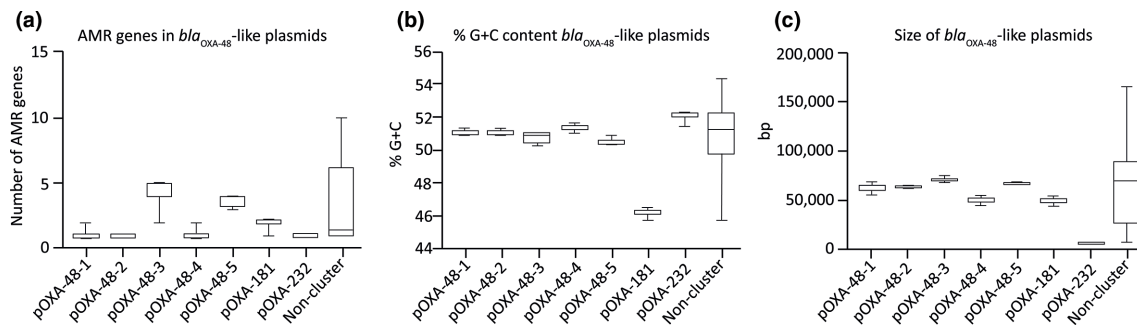 (a)
AMR genes in blaOXA-48-like plasmids
Number of AMR genes
15
10
5
0
pOXA-48-1
pOXA-48-2
pOXA-48-3
pOXA-48-4
pOXA-48-5
pOXA-181
pOXA-232
Non-cluster
(b)
% G+C content blaOXA-48-like plasmids
% G+C
56
54
52
50
48
46
44
pOXA-48-1
pOXA-48-2
pOXA-48-3
pOXA-48-4
pOXA-48-5
pOXA-181
pOXA-232
Non-cluster
(c)
Size of blaOXA-48-like plasmids
bp
200,000
150,000
100,000
50,000
0
pOXA-48-1
pOXA-48-2
pOXA-48-3
pOXA-48-4
pOXA-48-5
pOXA-181
pOXA-232
Non-cluster